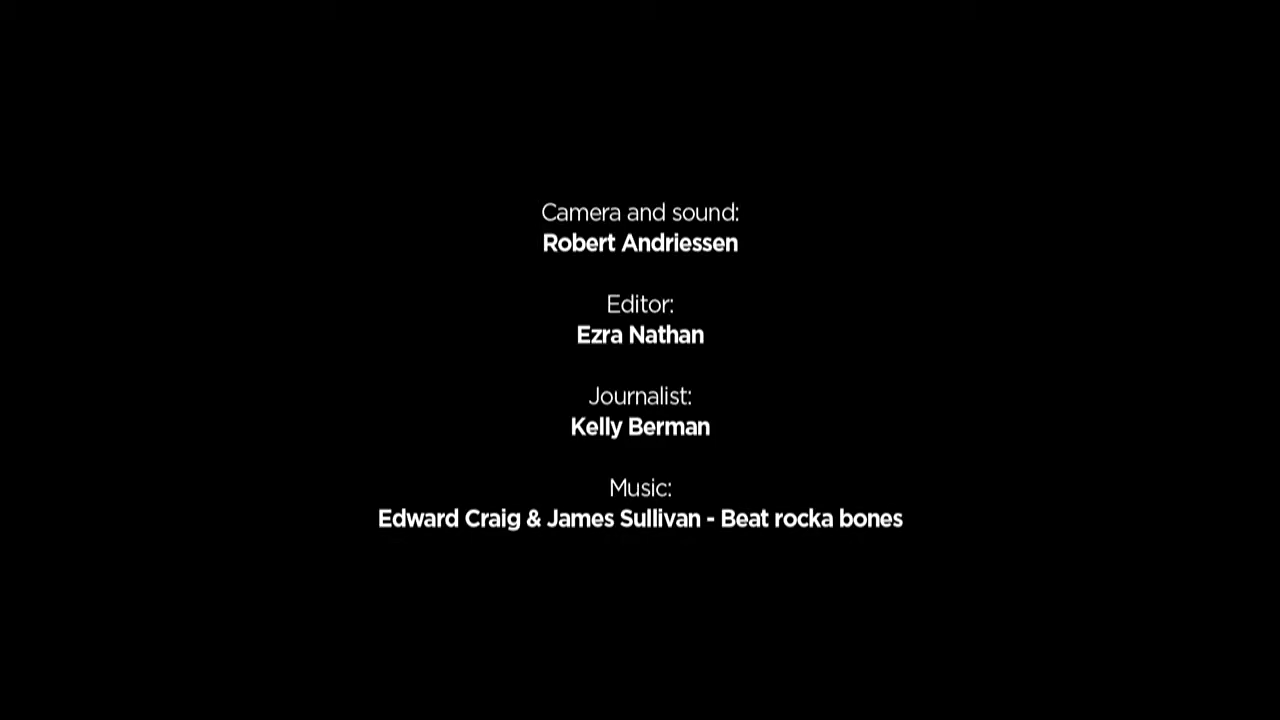 Camera and sound:
Robert Andriessen
Editor:
Ezra Nathan
Journalist:
Kelly Berman
Music:
Edward Craig & James Sullivan - Beat rocka bones